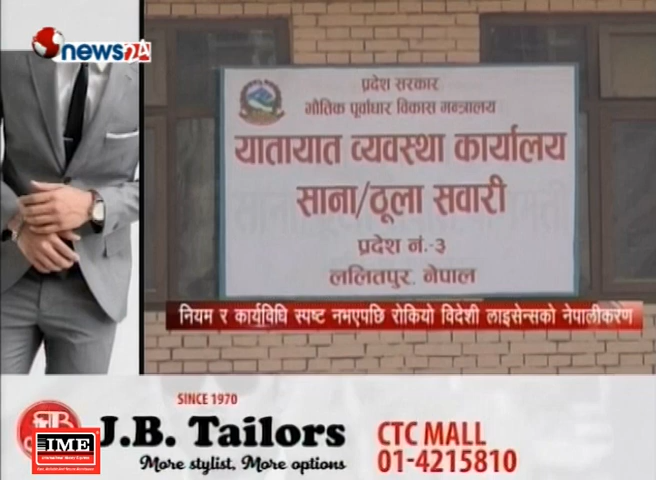 news24
प्रदेश सरकार
भौतिक पूर्वाधार विकास मन्त्रालय
यातायात व्यवस्था कार्यालय
साना/ठूला सवारी
प्रदेश नं.-३
ललितपुर, नेपाल
नियम र कार्यविधि स्पष्ट नभएपछि रोकियो विदेशी लाइसेन्सको नेपालीकरण
SINCE 1970
J.B. Tailors
More stylist, More options
CTC MALL
01-4215810
IME